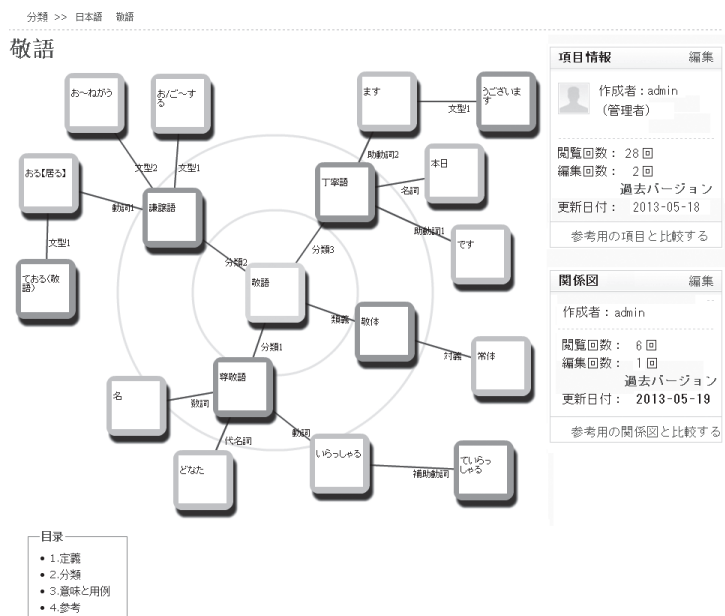 分類 >> 日本語 敬語
敬語
お～ねがう
お/ご～す
る
ます
文型1
うございま
す
項目情報 編集
作成者：admin
（管理者）
閲覧回数： 28回
編集回数： 2回
過去バージョン
更新日付： 2013-05-18
参考用の項目と比較する
おる【居る】
文型2
文型1
助動詞2
本日
丁寧語
名詞
動詞1
謙譲語
助動詞1
です
文型1
分類2
分類3
ておる(敬
語)
敬語
類義
敬体
対義
常体
分類1
尊敬語
名
数詞
代名詞
動詞
どなた
いらっしゃる
補助動詞
ていらっ
しゃる
関係図 編集
作成者：admin
閲覧回数： 6回
編集回数： 1回
過去バージョン
更新日付： 2013-05-19
参考用の関係図と比較する
目录
1.定義
2.分類
3.意味と用例
4.参考